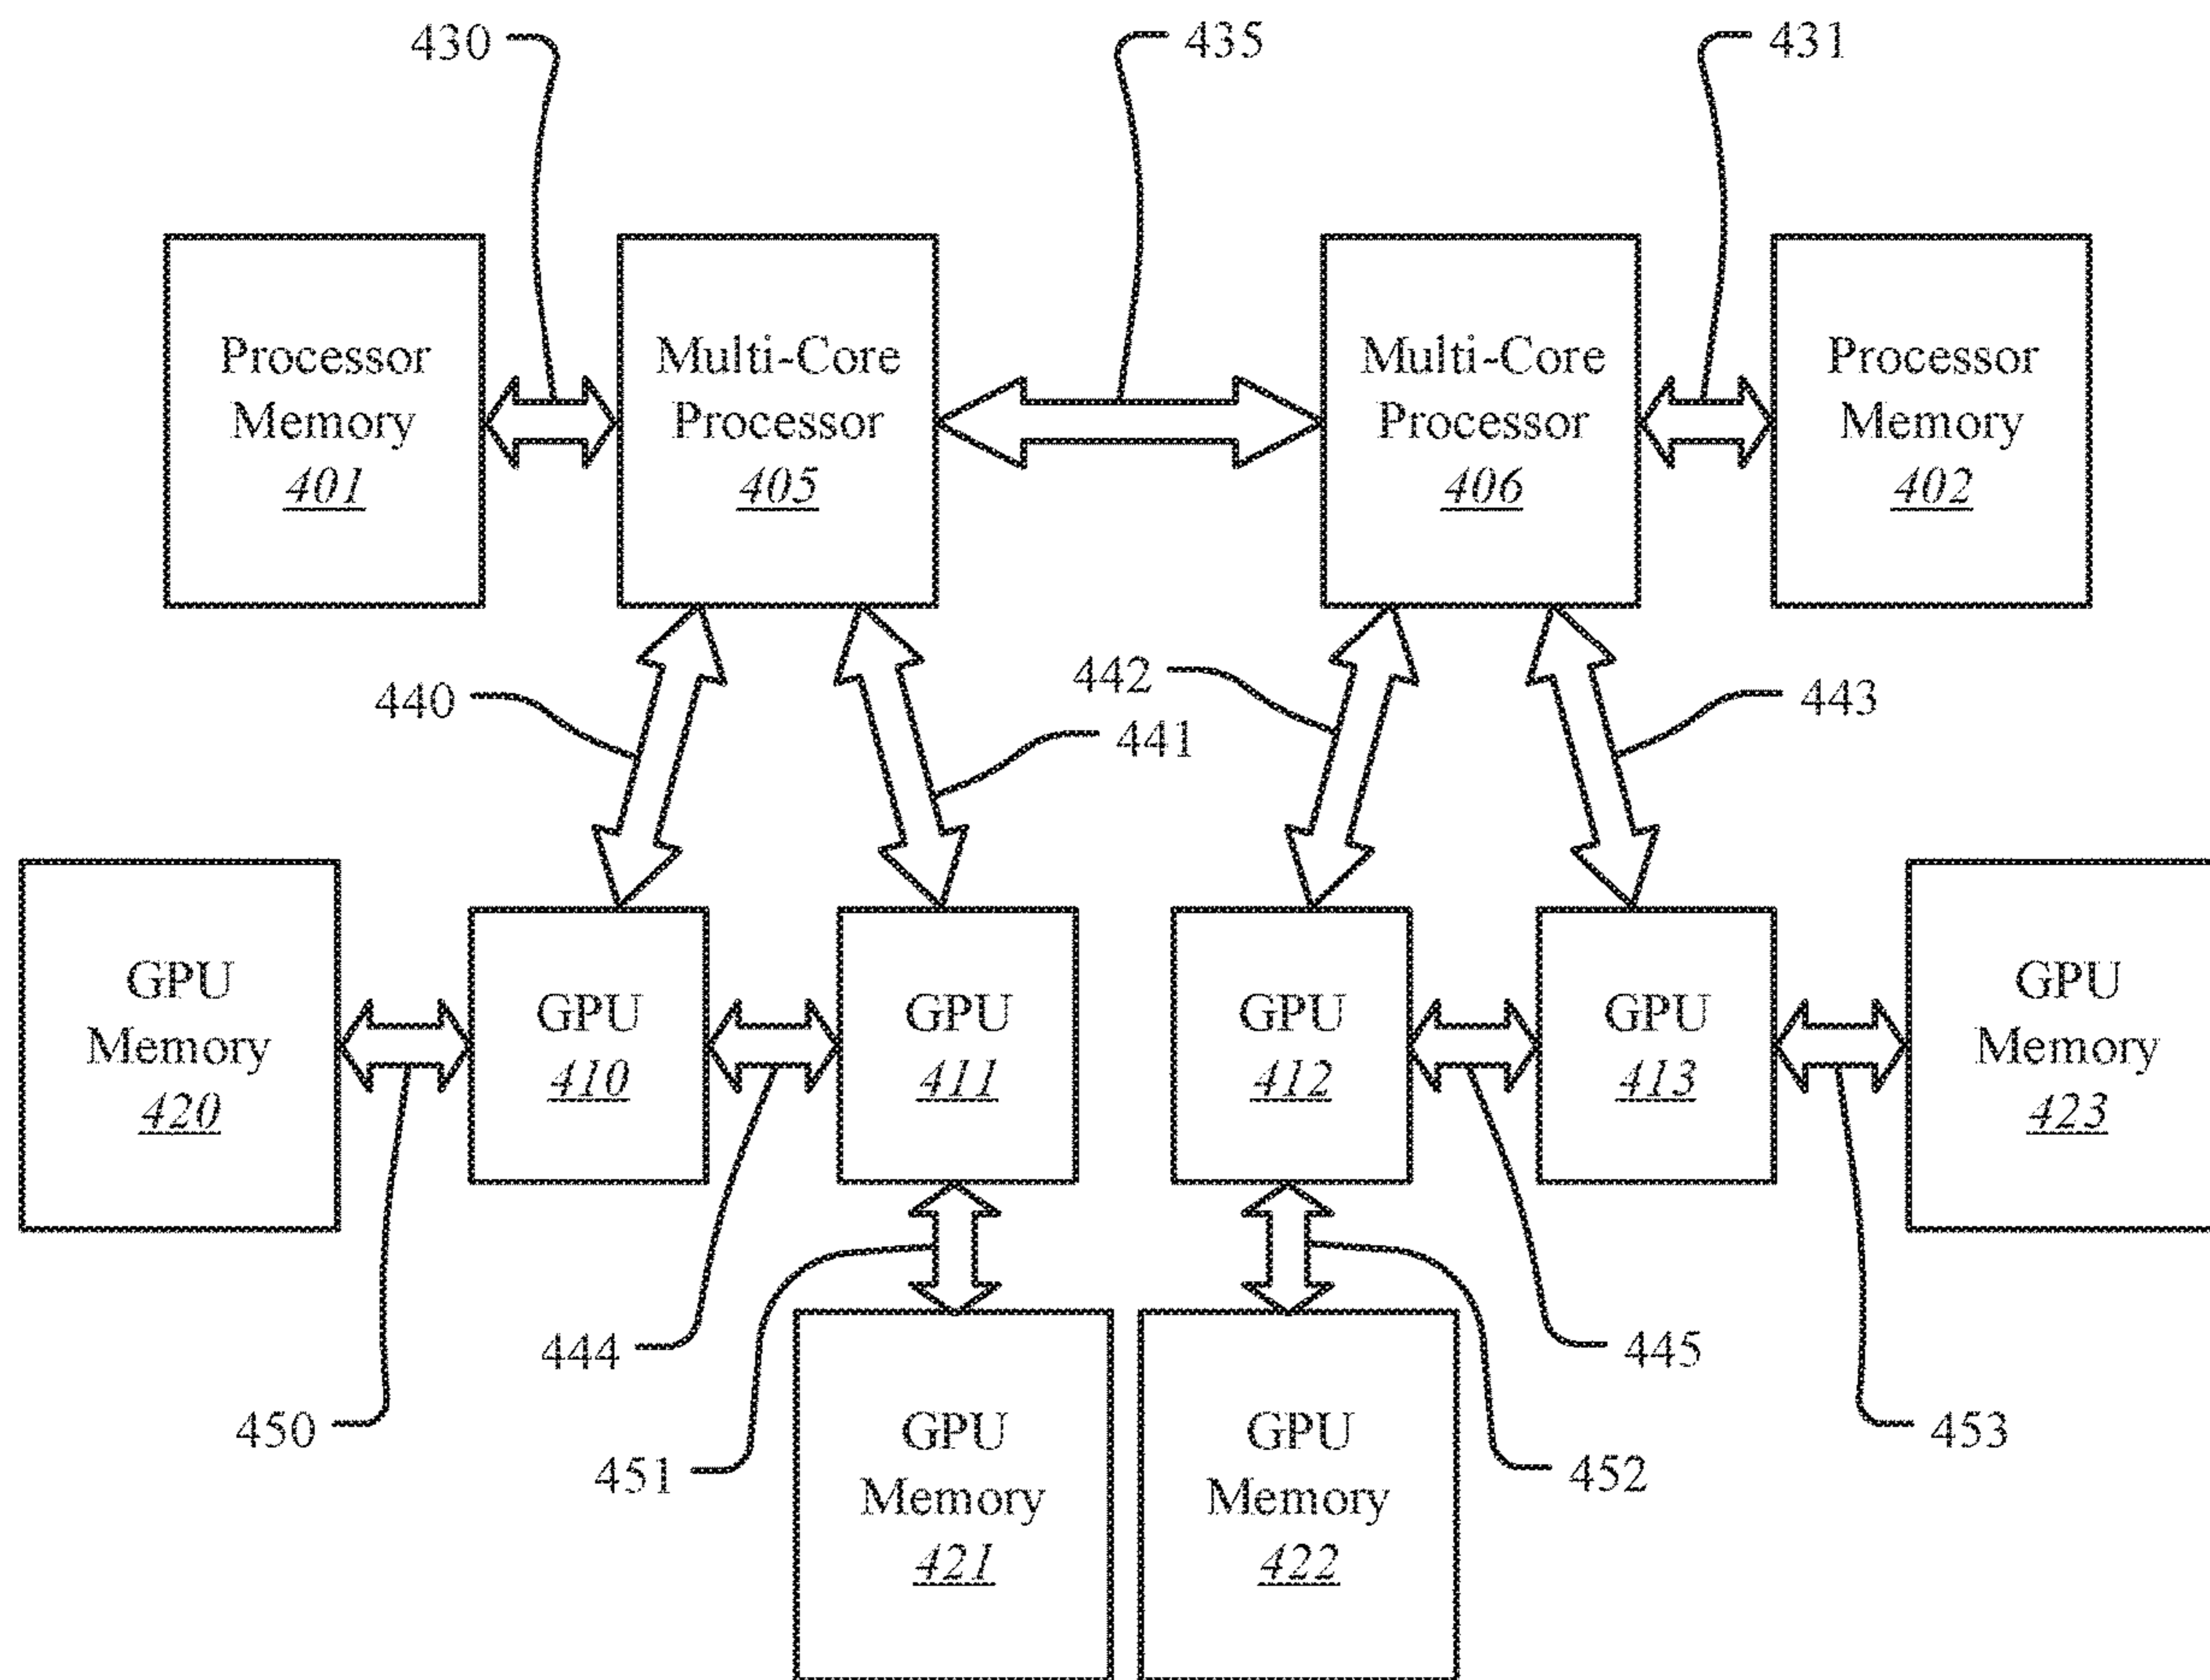 430
435
431
Processor
Memory
401
Multi-Core
Processor
405
Multi-Core
Processor
406
Processor
Memory
402
440
441
442
443
GPU
Memory
420
GPU
410
GPU
411
GPU
412
GPU
413
GPU
Memory
423
450
444
451
445
452
453
GPU
Memory
421
GPU
Memory
422